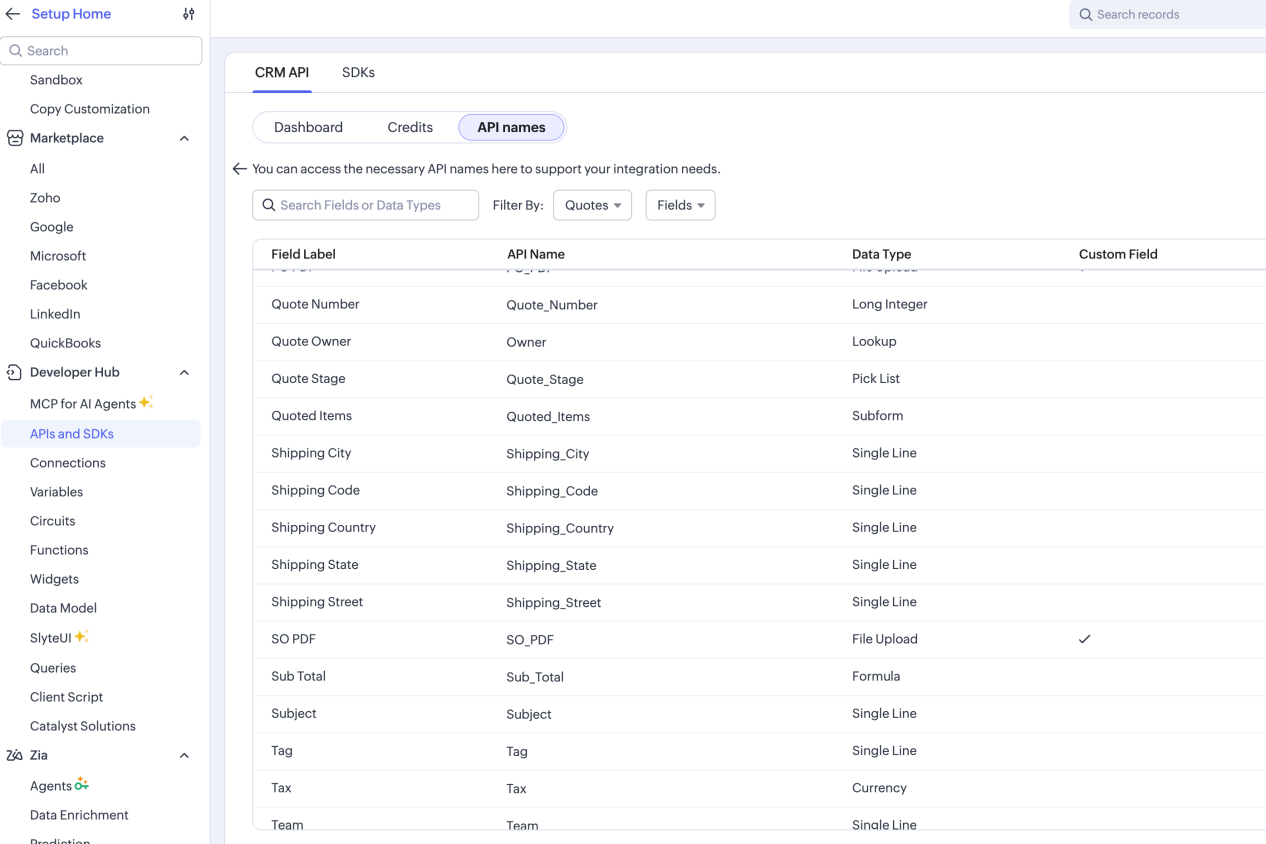 Setup Home
Search records
Search
Sandbox
Copy Customization
Marketplace
All
Zoho
Google
Microsoft
Facebook
LinkedIn
QuickBooks
Developer Hub
MCP for AI Agents
APIs and SDKs
Connections
Variables
Circuits
Functions
Widgets
Data Model
SlyteUI
Queries
Client Script
Catalyst Solutions
Zia
Agents
Data Enrichment
Prediction
CRM API SDKs
Dashboard Credits API names
You can access the necessary API names here to support your integration needs.
Search Fields or Data Types Filter By: Quotes Fields
Field Label API Name Data Type Custom Field
PO_PDF File Upload
Quote Number Quote_Number Long Integer
Quote Owner Owner Lookup
Quote Stage Quote_Stage Pick List
Quoted Items Quoted_Items Subform
Shipping City Shipping_City Single Line
Shipping Code Shipping_Code Single Line
Shipping Country Shipping_Country Single Line
Shipping State Shipping_State Single Line
Shipping Street Shipping_Street Single Line
SO PDF SO_PDF File Upload
Sub Total Sub_Total Formula
Subject Subject Single Line
Tag Tag Single Line
Tax Tax Currency
Team Team Single Line